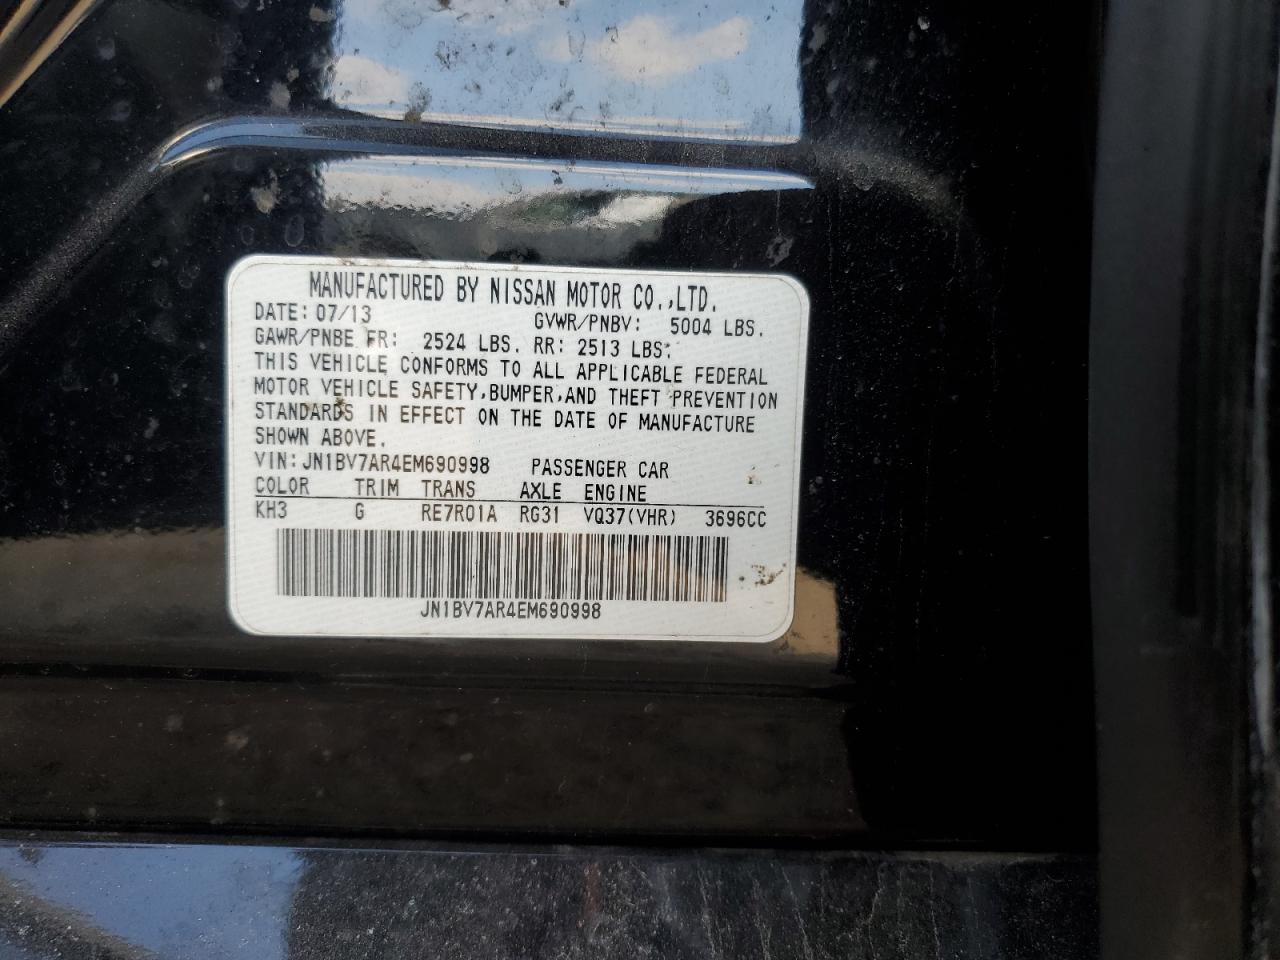 MANUFACTURED BY NISSAN MOTOR CO.,LTD.
DATE: 07/13 GVWR/PNBV: 5004 LBS.
GAWR/PNBE FR: 2524 LBS. RR: 2513 LBS.
THIS VEHICLE CONFORMS TO ALL APPLICABLE FEDERAL
MOTOR VEHICLE SAFETY,BUMPER,AND THEFT PREVENTION
STANDARDS IN EFFECT ON THE DATE OF MANUFACTURE
SHOWN ABOVE.
VIN: JN1BV7AR4EM690998 PASSENGER CAR
COLOR TRIM TRANS AXLE ENGINE
KH3 G RE7R01A RG31 VQ37(VHR) 3696CC
JN1BV7AR4EM690998